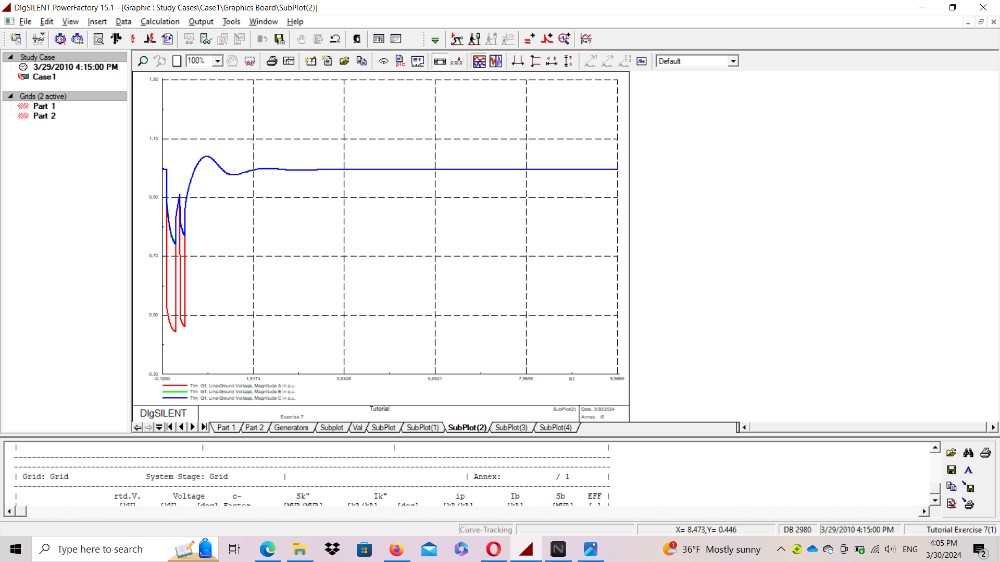 DIgSILENT PowerFactory 15.1 - [Graphic : Study Cases\Case1\Graphics Board\SubPlot(2)]
File Edit View Insert Data Calculation Output Tools Window Help
100%
Default
Study Case
3/29/2010 4:15:00 PM
Case1
Grids (2 active)
Part 1
Part 2
1,30
1,10
0,90
0,70
0,50
0,30
-0,1000 1,9174 3,9348 5,9521 7,9695 [s] 9,9869
Trm G1: Line-Ground Voltage, Magnitude A in p.u.
Trm G1: Line-Ground Voltage, Magnitude B in p.u.
Trm G1: Line-Ground Voltage, Magnitude C in p.u.
DIgSILENT
Tutorial
Exercise 7
SubPlot(2)
Date: 3/30/2024
Annex: /6
Part 1 Part 2 Generators Subplot Val SubPlot SubPlot(1) SubPlot(2) SubPlot(3) SubPlot(4)
| Grid: Grid System Stage: Grid | | Annex: / 1 |
| rtd.V. Voltage c- Sk" Ik" ip Ib Sb EFF |
Curve-Tracking X= 8.473,Y= 0.446 DB 2980 3/29/2010 4:15:00 PM Tutorial Exercise 7(1)
Type here to search
36°F Mostly sunny
ENG
4:05 PM
3/30/2024